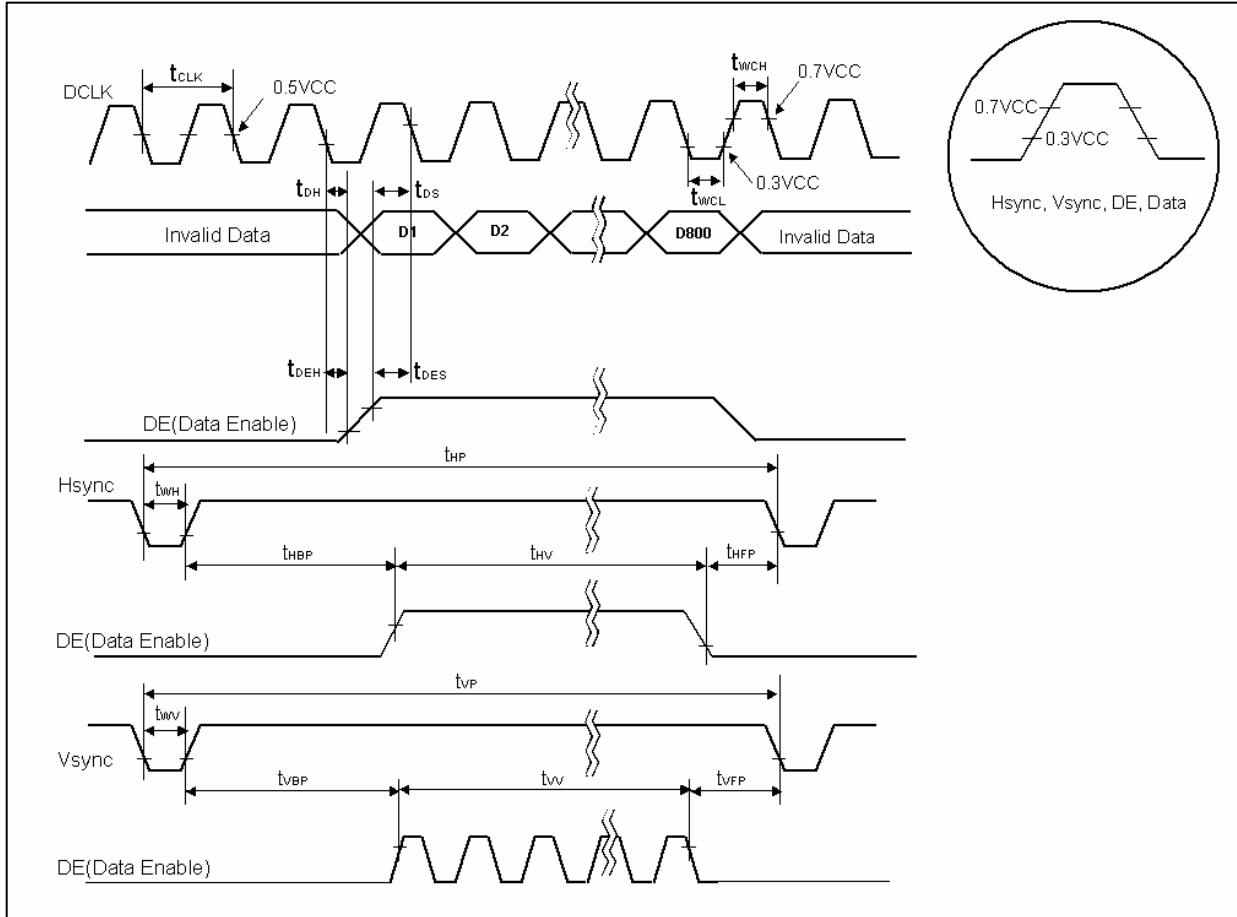 tCLK
0.5VCC
tWCH
0.7VCC
DCLK
0.7VCC
0.3VCC
0.3VCC
tDH
tDS
tWCL
Hsync, Vsync, DE, Data
Invalid Data
D1
D2
D800
Invalid Data
tDEH
tDES
DE(Data Enable)
tHP
Hsync
tWH
tHBP
tHV
tHFP
DE(Data Enable)
tVP
tWV
Vsync
tVBP
tVV
tVFP
DE(Data Enable)